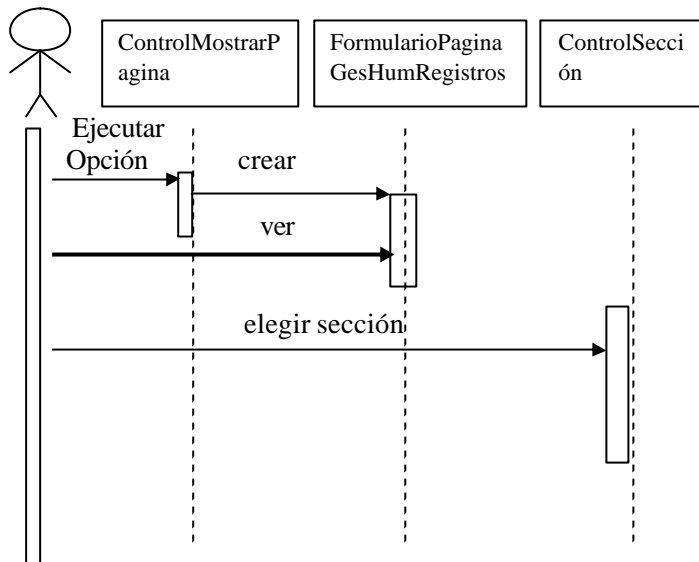 ControlMostrarP
agina
FormularioPagina
GesHumRegistros
ControlSecci
ón
Ejecutar
Opción
crear
ver
elegir sección